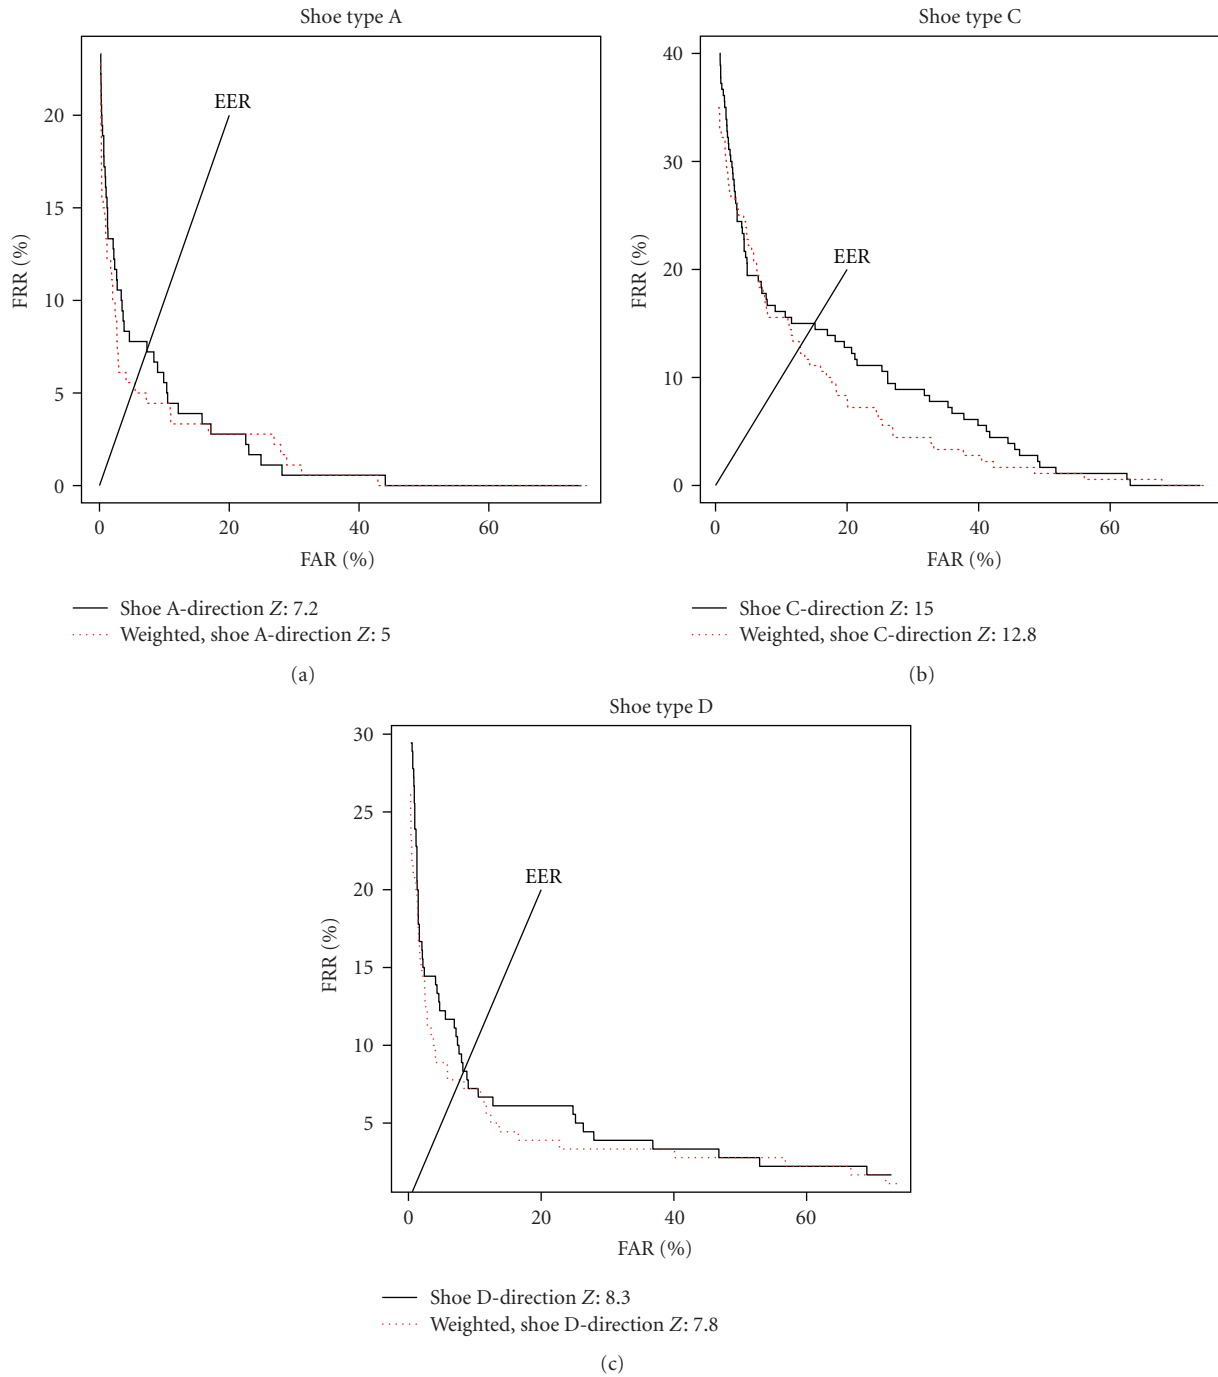 Shoe type A
EER
20
15
10
5
0
FRR (%)
0 20 40 60
FAR (%)
Shoe A-direction Z: 7.2
Weighted, shoe A-direction Z: 5
(a)
Shoe type C
EER
40
30
20
10
0
FRR (%)
0 20 40 60
FAR (%)
Shoe C-direction Z: 15
Weighted, shoe C-direction Z: 12.8
(b)
Shoe type D
EER
30
25
20
15
10
5
FRR (%)
0 20 40 60
FAR (%)
Shoe D-direction Z: 8.3
Weighted, shoe D-direction Z: 7.8
(c)